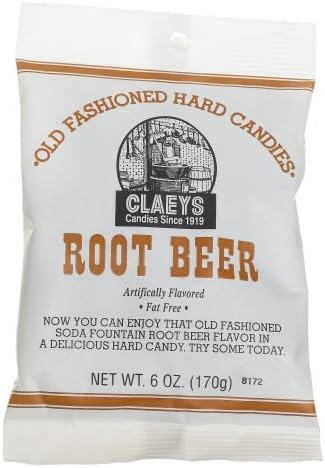 •OLD FASHIONED HARD CANDIES•
CLAEYS
Candies Since 1919
ROOT BEER
Artifically Flavored
• Fat Free •
NOW YOU CAN ENJOY THAT OLD FASHIONED
SODA FOUNTAIN ROOT BEER FLAVOR IN
A DELICIOUS HARD CANDY. TRY SOME TODAY.
NET WT. 6 OZ. (170g) 8172